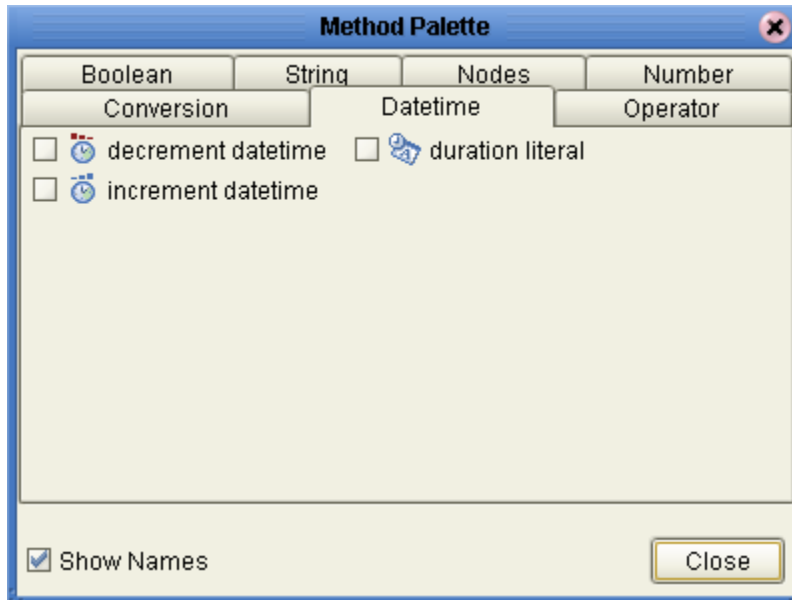 Method Palette
Boolean String Nodes Number
Conversion Datetime Operator
decrement datetime duration literal
increment datetime
Show Names Close